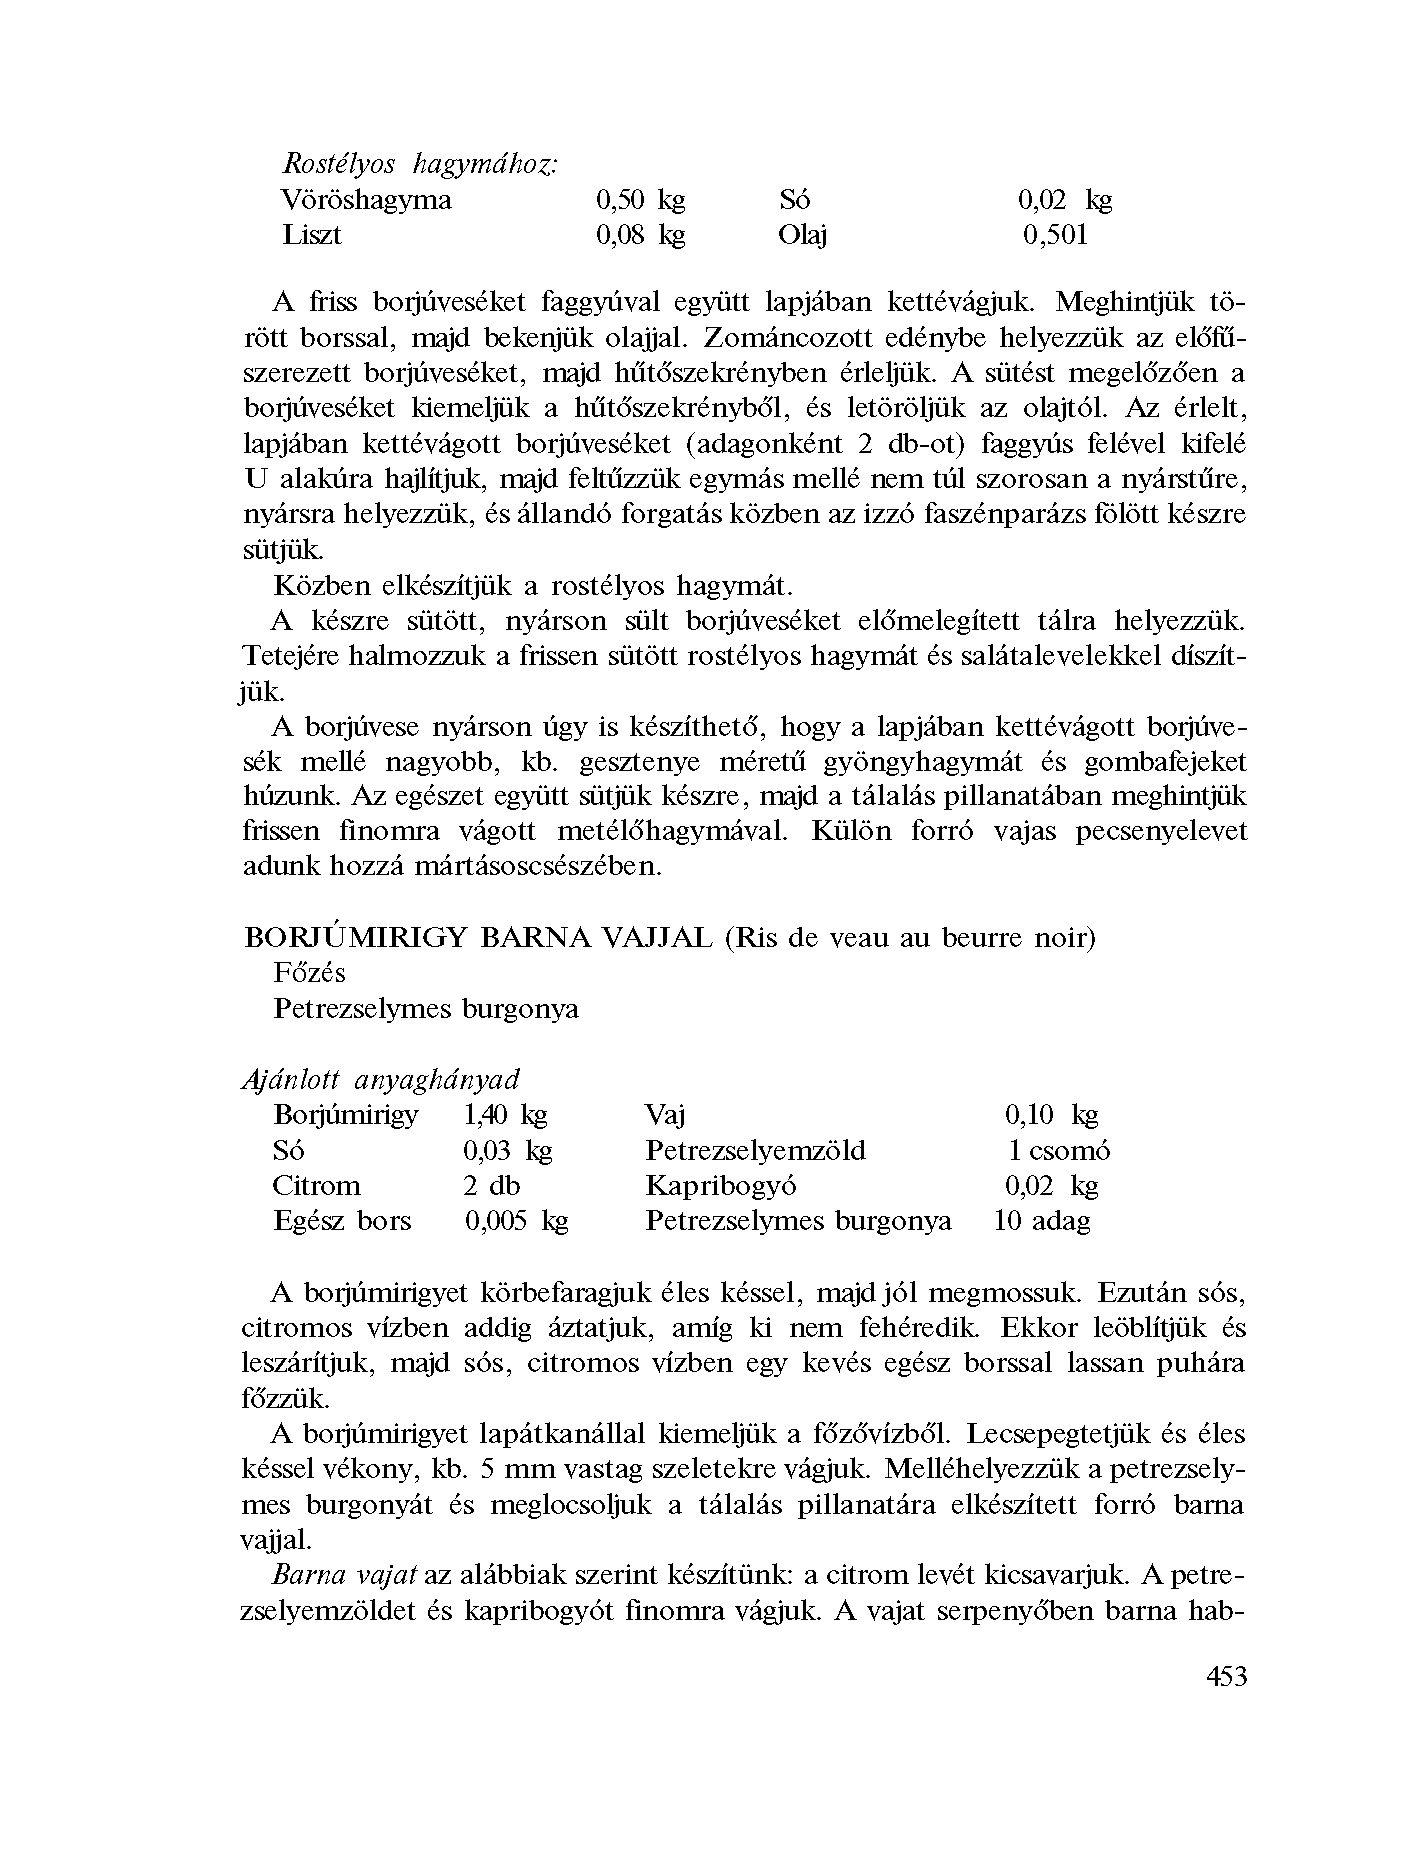 Rostélyos hagymához:
Vöröshagyma 0,50 kg Só 0,02 kg
Liszt 0,08 kg Olaj 0,501
A friss borjúveséket faggyúval együtt lapjában kettévágjuk. Meghintjük tö-
rött borssal, majd bekenjük olajjal. Zománcozott edénybe helyezzük az előfű-
szerezett borjúveséket, majd hűtőszekrényben érleljük. A sütést megelőzően a
borjúveséket kiemeljük a hűtőszekrényből, és letöröljük az olajtól. Az érlelt,
lapjában kettévágott borjúveséket (adagonként 2 db-ot) faggyús felével kifelé
U alakúra hajlítjuk, majd feltűzzük egymás mellé nem túl szorosan a nyárstűre,
nyársra helyezzük, és állandó forgatás közben az izzó faszénparázs fölött készre
sütjük.
Közben elkészítjük a rostélyos hagymát.
A készre sütött, nyárson sült borjúveséket előmelegített tálra helyezzük.
Tetejére halmozzuk a frissen sütött rostélyos hagymát és salátalevelekkel díszít-
jük.
A borjúvese nyárson úgy is készíthető, hogy a lapjában kettévágott borjúve-
sék mellé nagyobb, kb. gesztenye méretű gyöngyhagymát és gombafejeket
húzunk. Az egészet együtt sütjük készre, majd a tálalás pillanatában meghintjük
frissen finomra vágott metélőhagymával. Külön forró vajas pecsenyelevet
adunk hozzá mártásoscsészében.
BORJÚMIRIGY BARNA VAJJAL (Ris de veau au beurre noir)
Főzés
Petrezselymes burgonya
Ajánlott anyaghányad
Borjúmirigy 1,40 kg Vaj 0,10 kg
Só 0,03 kg Petrezselyemzöld 1 csomó
Citrom 2 db Kapribogyó 0,02 kg
Egész bors 0,005 kg Petrezselymes burgonya 10 adag
A borjúmirigyet körbefaragjuk éles késsel, majd jól megmossuk. Ezután sós,
citromos vízben addig áztatjuk, amíg ki nem fehéredik. Ekkor leöblítjük és
leszárítjuk, majd sós, citromos vízben egy kevés egész borssal lassan puhára
főzzük.
A borjúmirigyet lapátkanállal kiemeljük a főzővízből. Lecsepegtetjük és éles
késsel vékony, kb. 5 mm vastag szeletekre vágjuk. Melléhelyezzük a petrezsely-
mes burgonyát és meglocsoljuk a tálalás pillanatára elkészített forró barna
vajjal.
Barna vajat az alábbiak szerint készítünk: a citrom levét kicsavarjuk. A petre-
zselyemzöldet és kapribogyót finomra vágjuk. A vajat serpenyőben barna hab-
453